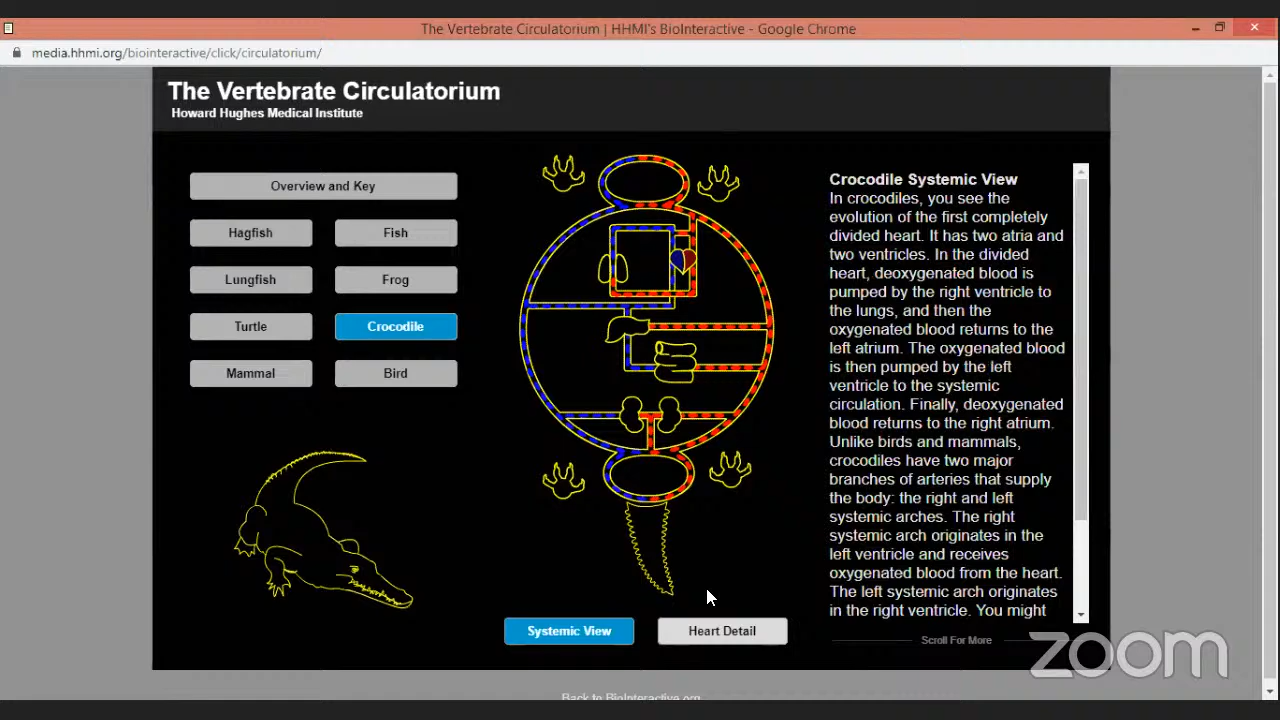 The Vertebrate Circulatorium | HHMI's BioInteractive - Google Chrome
media.hhmi.org/biointeractive/click/circulatorium/
The Vertebrate Circulatorium
Howard Hughes Medical Institute
Overview and Key
Hagfish
Fish
Lungfish
Frog
Turtle
Crocodile
Mammal
Bird
Systemic View
Heart Detail
Crocodile Systemic View
In crocodiles, you see the
evolution of the first completely
divided heart. It has two atria and
two ventricles. In the divided
heart, deoxygenated blood is
pumped by the right ventricle to
the lungs, and then the
oxygenated blood returns to the
left atrium. The oxygenated blood
is then pumped by the left
ventricle to the systemic
circulation. Finally, deoxygenated
blood returns to the right atrium.
Unlike birds and mammals,
crocodiles have two major
branches of arteries that supply
the body: the right and left
systemic arches. The right
systemic arch originates in the
left ventricle and receives
oxygenated blood from the heart.
The left systemic arch originates
in the right ventricle. You might
Scroll For More
zoom
Back to BioInteractive.org